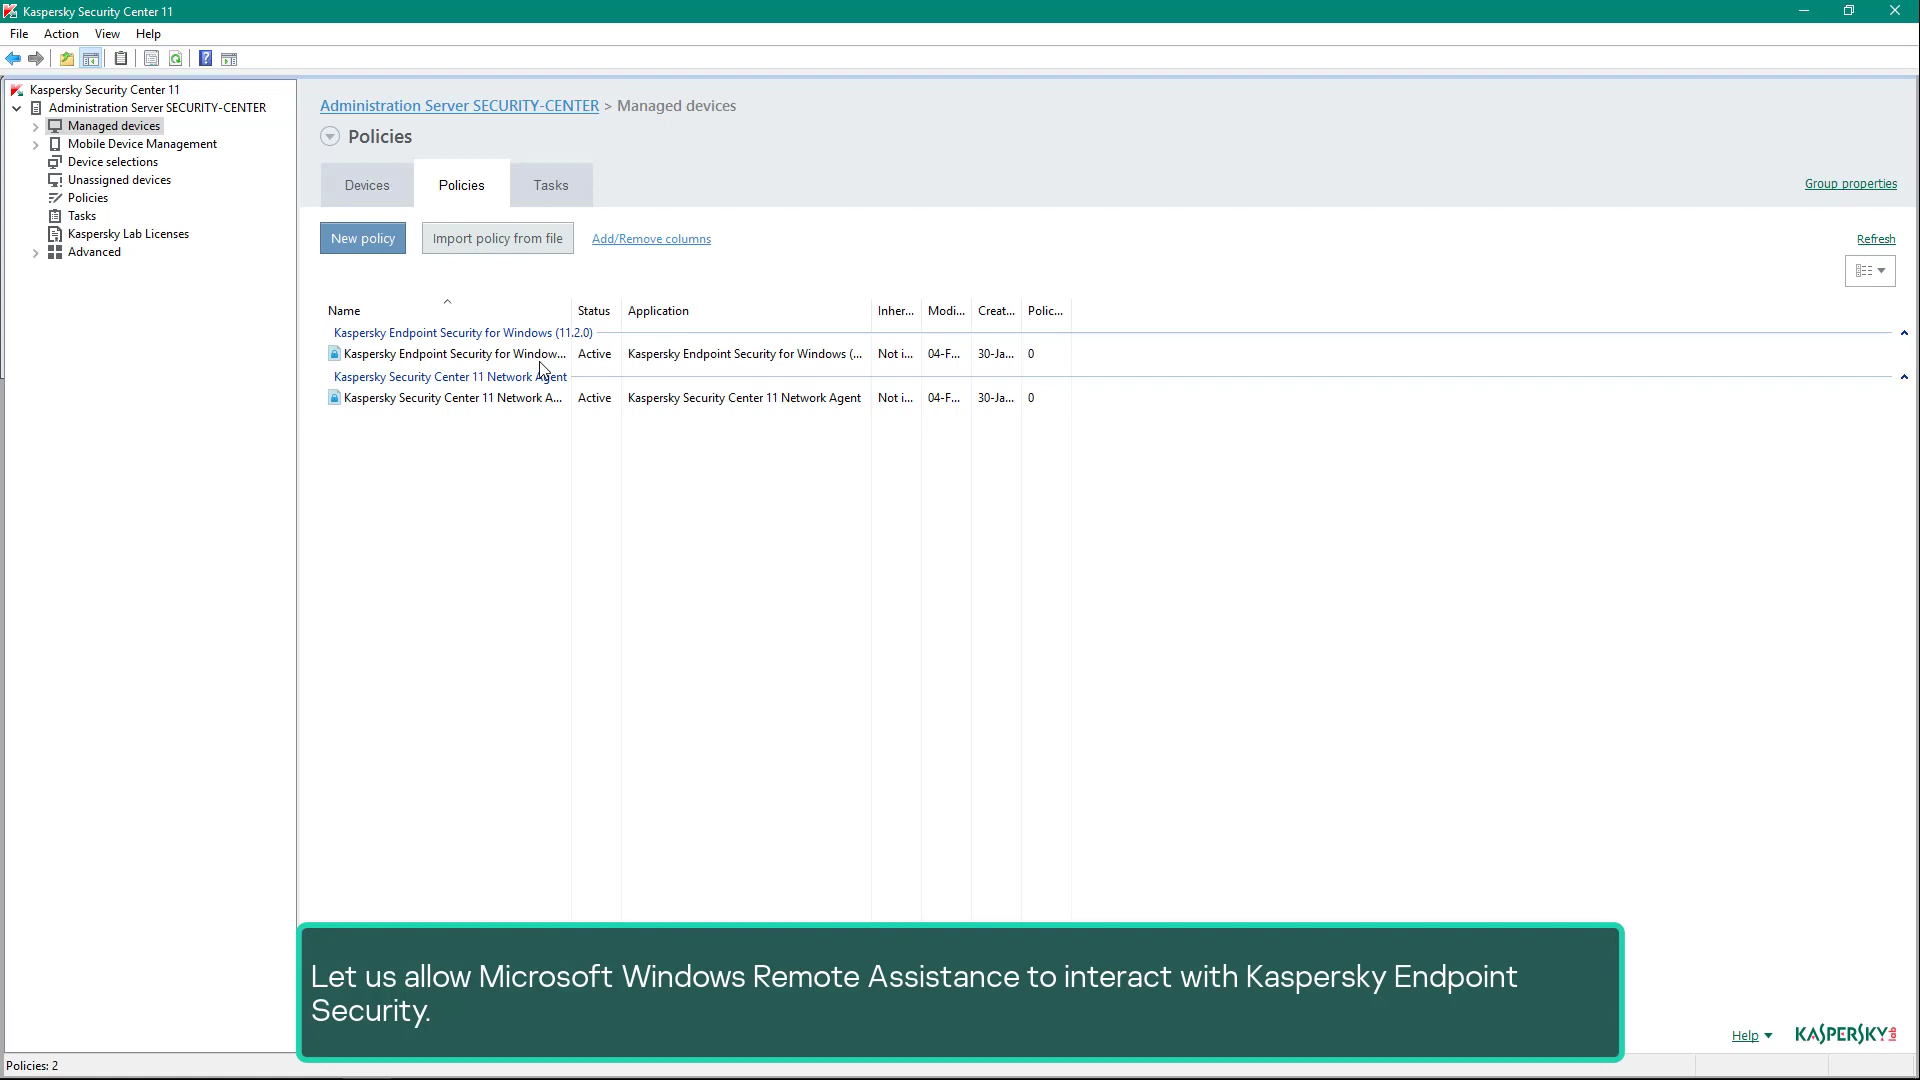 Kaspersky Security Center 11
File Action View Help
Kaspersky Security Center 11
Administration Server SECURITY-CENTER
Managed devices
Mobile Device Management
Device selections
Unassigned devices
Policies
Tasks
Kaspersky Lab Licenses
Advanced
Administration Server SECURITY-CENTER > Managed devices
Policies
Devices Policies Tasks
Group properties
New policy Import policy from file Add/Remove columns
Refresh
Name Status Application Inher... Modi... Creat... Polic...
Kaspersky Endpoint Security for Windows (11.2.0)
Kaspersky Endpoint Security for Window... Active Kaspersky Endpoint Security for Windows (... Not i... 04-F... 30-Ja... 0
Kaspersky Security Center 11 Network Agent
Kaspersky Security Center 11 Network A... Active Kaspersky Security Center 11 Network Agent Not i... 04-F... 30-Ja... 0
Let us allow Microsoft Windows Remote Assistance to interact with Kaspersky Endpoint
Security.
Help KASPERSKY lab
Policies: 2